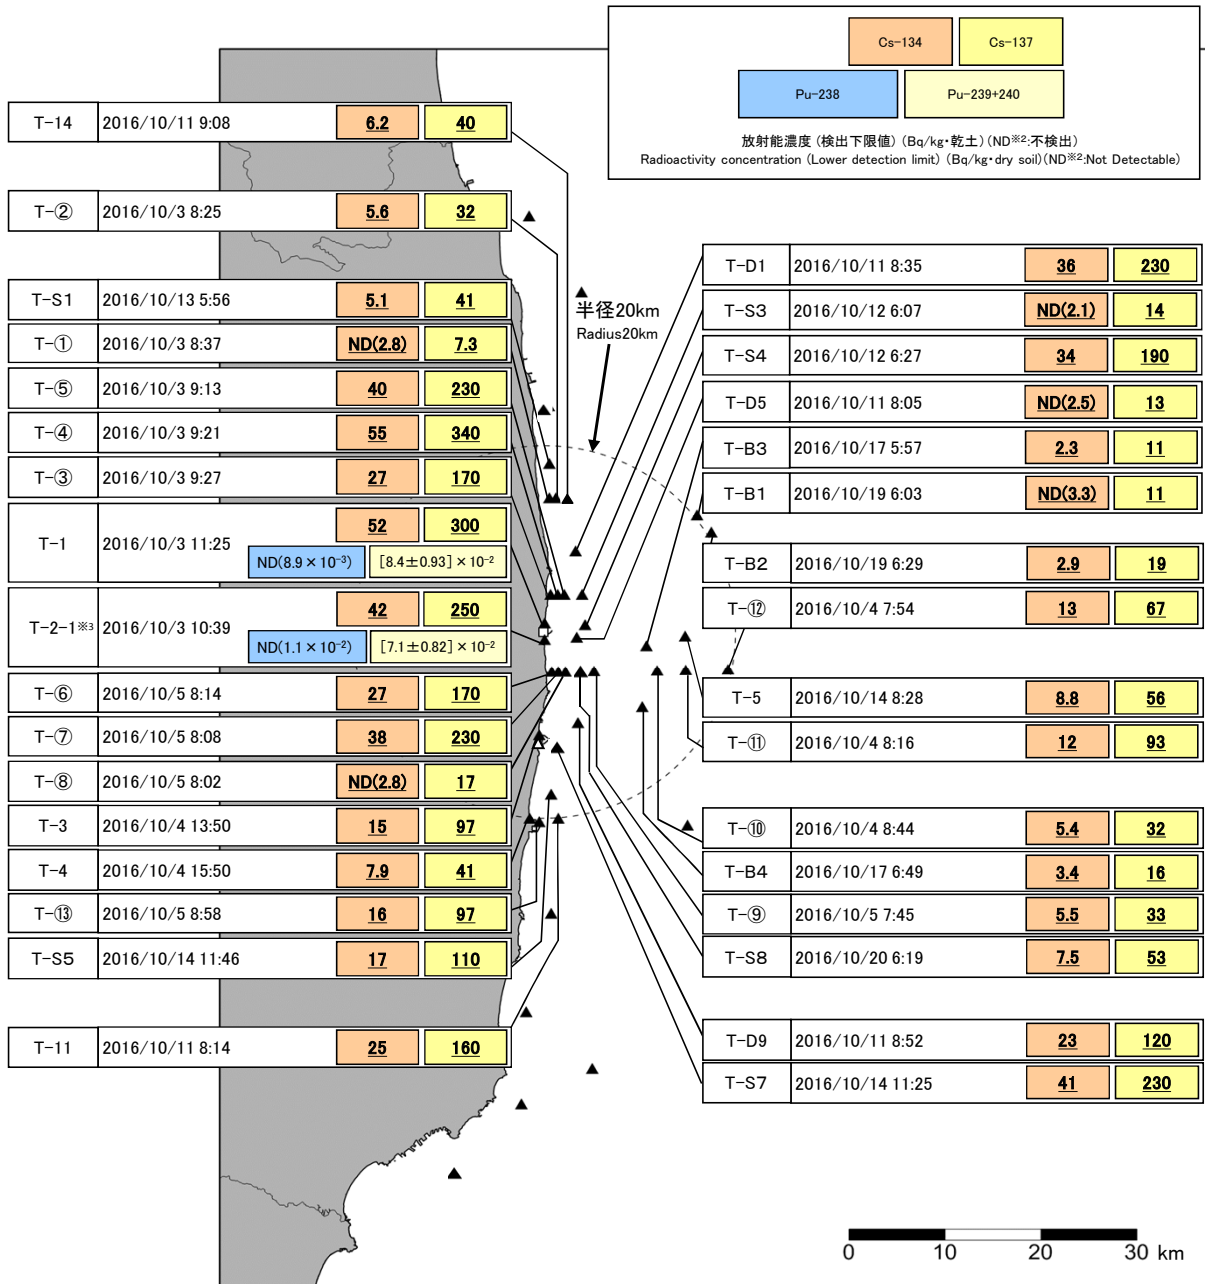 Cs-134 Cs-137
Pu-238 Pu-239+240
放射能濃度 (検出下限値) (Bq/kg・乾土) (ND※2:不検出)
Radioactivity concentration (Lower detection limit) (Bq/kg・dry soil)(ND※2:Not Detectable)
T-14 2016/10/11 9:08 6.2 40
T-② 2016/10/3 8:25 5.6 32
T-S1 2016/10/13 5:56 5.1 41
T-① 2016/10/3 8:37 ND(2.8) 7.3
T-⑤ 2016/10/3 9:13 40 230
T-④ 2016/10/3 9:21 55 340
T-③ 2016/10/3 9:27 27 170
T-1 2016/10/3 11:25 52 300
ND(8.9×10⁻³) [8.4±0.93]×10⁻²
T-2-1※3 2016/10/3 10:39 42 250
ND(1.1×10⁻²) [7.1±0.82]×10⁻²
T-⑥ 2016/10/5 8:14 27 170
T-⑦ 2016/10/5 8:08 38 230
T-⑧ 2016/10/5 8:02 ND(2.8) 17
T-3 2016/10/4 13:50 15 97
T-4 2016/10/4 15:50 7.9 41
T-⑬ 2016/10/5 8:58 16 97
T-S5 2016/10/14 11:46 17 110
T-11 2016/10/11 8:14 25 160
半径20km
Radius20km
T-D1 2016/10/11 8:35 36 230
T-S3 2016/10/12 6:07 ND(2.1) 14
T-S4 2016/10/12 6:27 34 190
T-D5 2016/10/11 8:05 ND(2.5) 13
T-B3 2016/10/17 5:57 2.3 11
T-B1 2016/10/19 6:03 ND(3.3) 11
T-B2 2016/10/19 6:29 2.9 19
T-⑫ 2016/10/4 7:54 13 67
T-5 2016/10/14 8:28 8.8 56
T-⑪ 2016/10/4 8:16 12 93
T-⑩ 2016/10/4 8:44 5.4 32
T-B4 2016/10/17 6:49 3.4 16
T-⑨ 2016/10/5 7:45 5.5 33
T-S8 2016/10/20 6:19 7.5 53
T-D9 2016/10/11 8:52 23 120
T-S7 2016/10/14 11:25 41 230
0 10 20 30 km